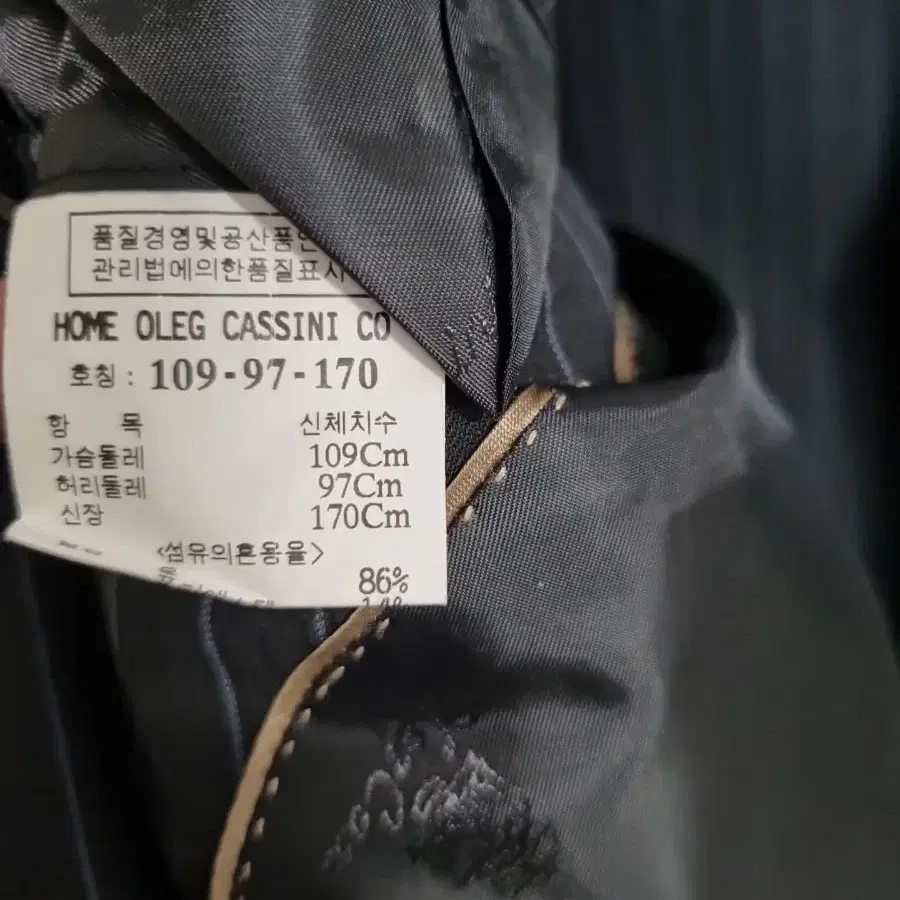 품질경영및공산품안
관리법에의한품질표시
HOME OLEG CASSINI CO
호칭 : 109-97-170
항 목 신체치수
가슴둘레 109Cm
허리둘레 97Cm
신장 170Cm
<섬유의혼용율>
86%
14%